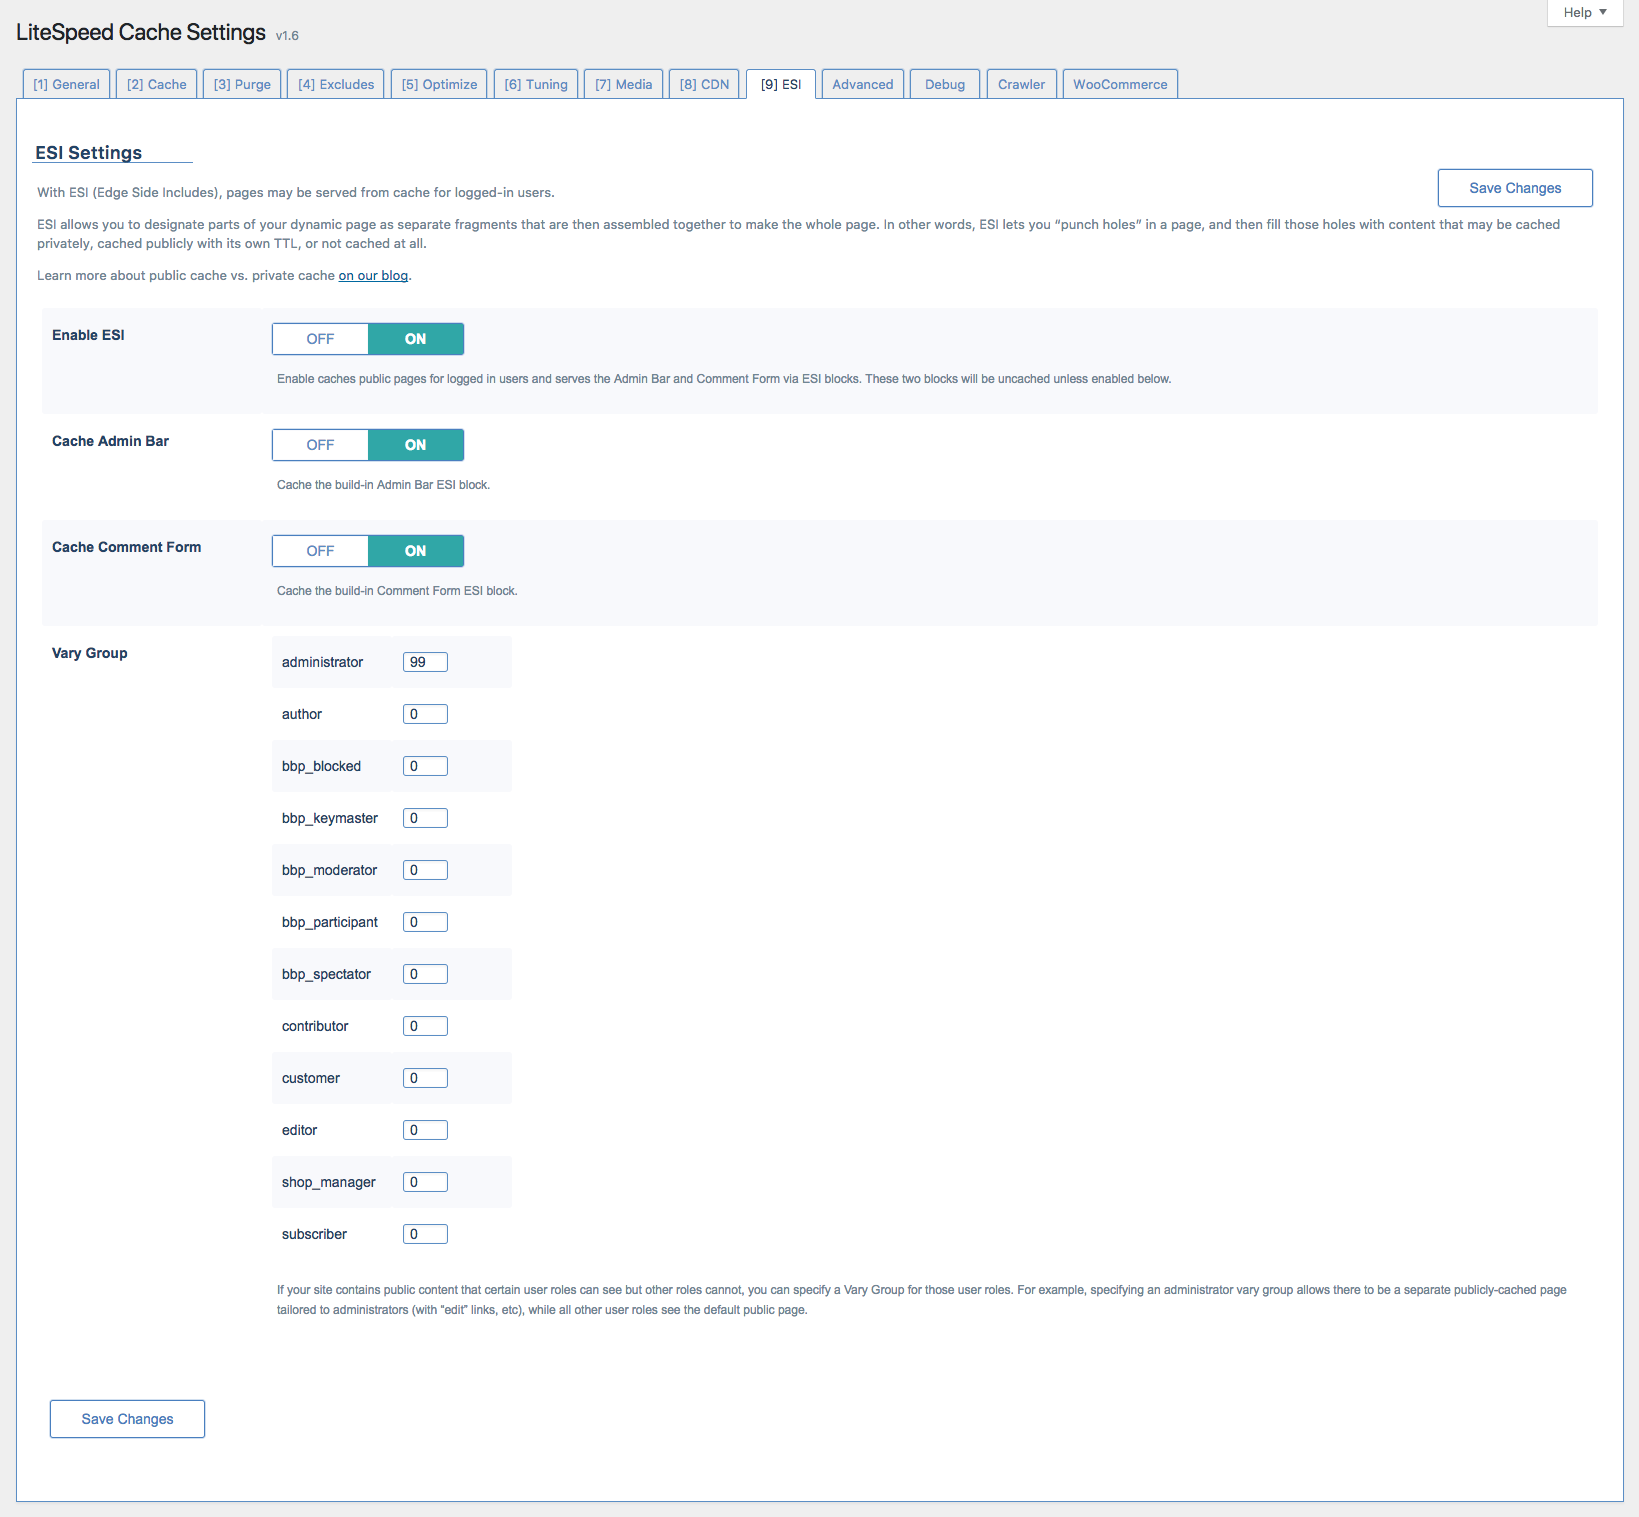 Help ▼
LiteSpeed Cache Settings v1.6
[1] General [2] Cache [3] Purge [4] Excludes [5] Optimize [6] Tuning [7] Media [8] CDN [9] ESI Advanced Debug Crawler WooCommerce
ESI Settings
With ESI (Edge Side Includes), pages may be served from cache for logged-in users.
Save Changes
ESI allows you to designate parts of your dynamic page as separate fragments that are then assembled together to make the whole page. In other words, ESI lets you “punch holes” in a page, and then fill those holes with content that may be cached
privately, cached publicly with its own TTL, or not cached at all.
Learn more about public cache vs. private cache on our blog.
Enable ESI OFF ON
Enable caches public pages for logged in users and serves the Admin Bar and Comment Form via ESI blocks. These two blocks will be uncached unless enabled below.
Cache Admin Bar OFF ON
Cache the build-in Admin Bar ESI block.
Cache Comment Form OFF ON
Cache the build-in Comment Form ESI block.
Vary Group administrator 99
author 0
bbp_blocked 0
bbp_keymaster 0
bbp_moderator 0
bbp_participant 0
bbp_spectator 0
contributor 0
customer 0
editor 0
shop_manager 0
subscriber 0
If your site contains public content that certain user roles can see but other roles cannot, you can specify a Vary Group for those user roles. For example, specifying an administrator vary group allows there to be a separate publicly-cached page
tailored to administrators (with “edit” links, etc), while all other user roles see the default public page.
Save Changes